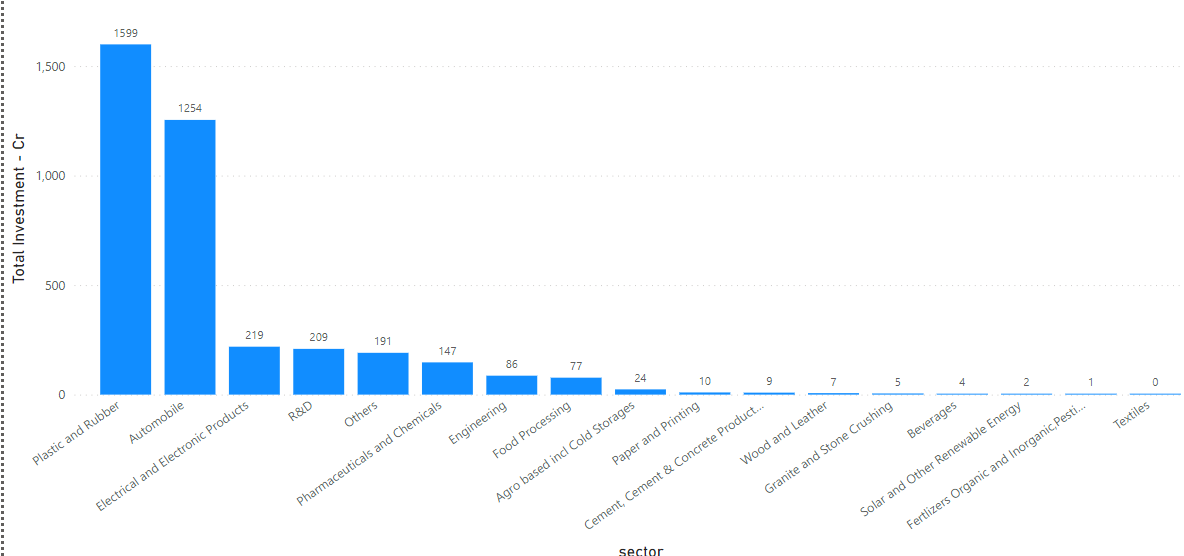 Total Investment - Cr
1,500
1,000
500
0
1599
1254
219
209
191
147
86
77
24
10
9
7
5
4
2
1
0
Plastic and Rubber
Automobile
Electrical and Electronic Products
R&D
Others
Pharmaceuticals and Chemicals
Engineering
Food Processing
Agro based incl Cold Storages
Paper and Printing
Cement, Cement & Concrete Product...
Wood and Leather
Granite and Stone Crushing
Beverages
Solar and Other Renewable Energy
Fertlizers Organic and Inorganic,Pesti...
Textiles
sector